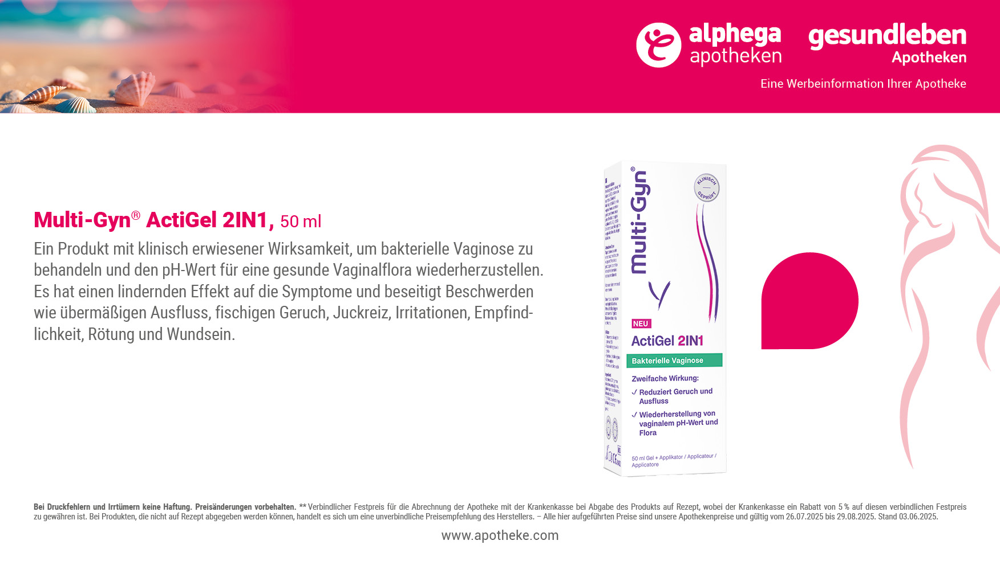 alphega
apotheken
gesundleben
Apotheken
Eine Werbeinformation Ihrer Apotheke
Multi-Gyn® ActiGel 2IN1, 50 ml
Ein Produkt mit klinisch erwiesener Wirksamkeit, um bakterielle Vaginose zu
behandeln und den pH-Wert für eine gesunde Vaginalflora wiederherzustellen.
Es hat einen lindernden Effekt auf die Symptome und beseitigt Beschwerden
wie übermäßigen Ausfluss, fischigen Geruch, Juckreiz, Irritationen, Empfind-
lichkeit, Rötung und Wundsein.
multi-Gyn®
KLINISCH
GEPRÜFT
NEU
ActiGel 2IN1
Bakterielle Vaginose
Zweifache Wirkung:
✓ Reduziert Geruch und
Ausfluss
✓ Wiederherstellung von
vaginalem pH-Wert und
Flora
50 ml Gel + Applikator / Applicateur /
Applicatore
Bei Druckfehlern und Irrtümern keine Haftung. Preisänderungen vorbehalten. ** Verbindlicher Festpreis für die Abrechnung der Apotheke mit der Krankenkasse bei Abgabe des Produkts auf Rezept, wobei der Krankenkasse ein Rabatt von 5 % auf diesen verbindlichen Festpreis
zu gewähren ist. Bei Produkten, die nicht auf Rezept abgegeben werden können, handelt es sich um eine unverbindliche Preisempfehlung des Herstellers. – Alle hier aufgeführten Preise sind unsere Apothekenpreise und gültig vom 26.07.2025 bis 29.08.2025. Stand 03.06.2025.
www.apotheke.com